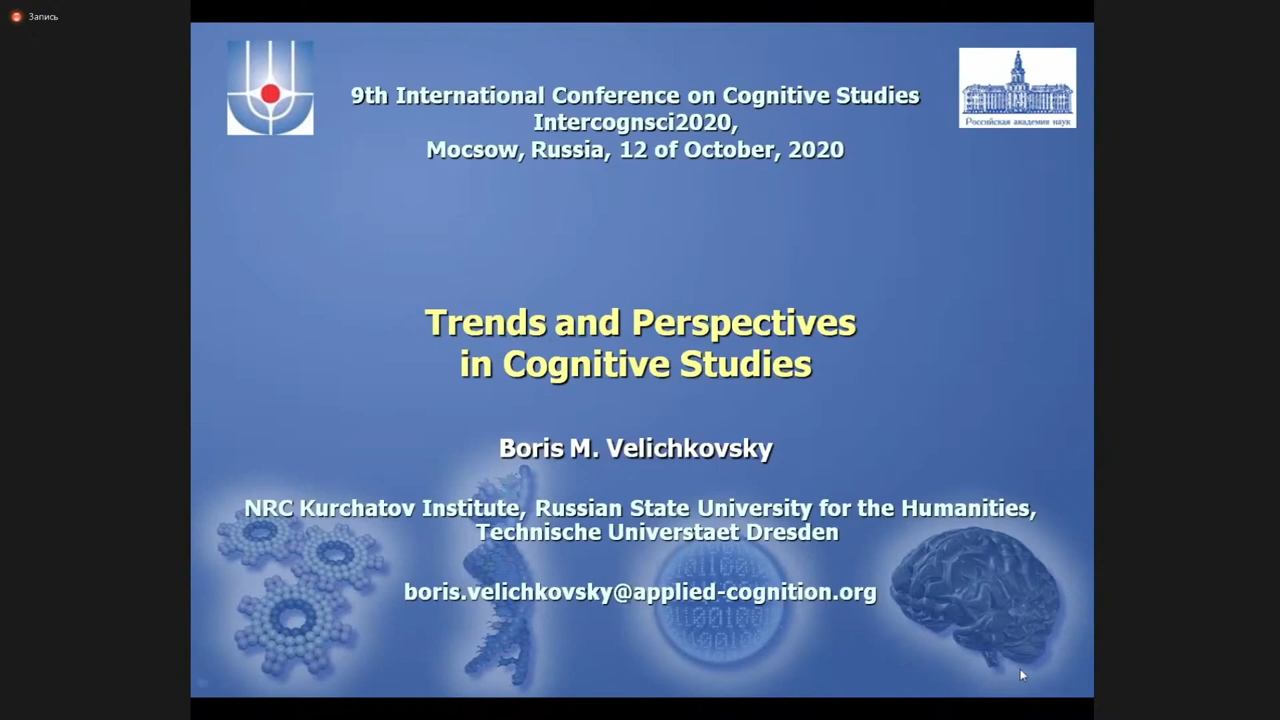 Запись
9th International Conference on Cognitive Studies
Intercognsci2020,
Mocsow, Russia, 12 of October, 2020
Российская академия наук
Trends and Perspectives
in Cognitive Studies
Boris M. Velichkovsky
NRC Kurchatov Institute, Russian State University for the Humanities,
Technische Universtaet Dresden
boris.velichkovsky@applied-cognition.org